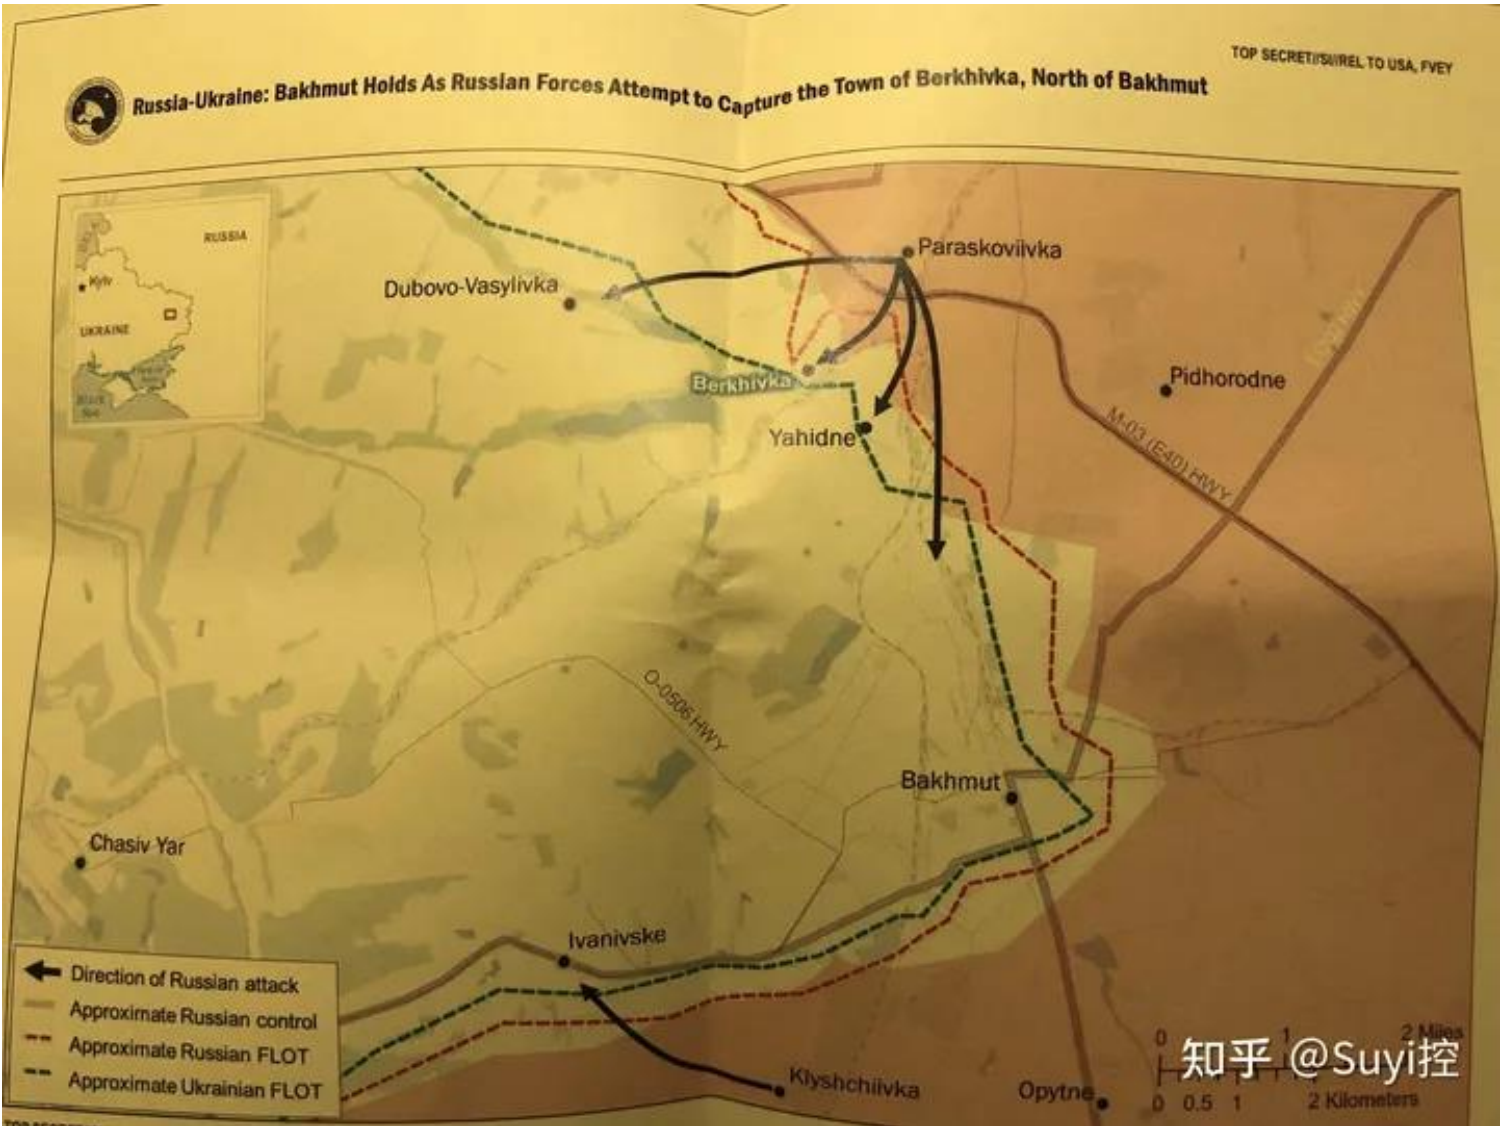 TOP SECRET//SI//REL TO USA, FVEY
Russia-Ukraine: Bakhmut Holds As Russian Forces Attempt to Capture the Town of Berkhivka, North of Bakhmut
RUSSIA
Kyiv
UKRAINE
Paraskoviivka
Dubovo-Vasylivka
Berkhivka
Pidhorodne
Yahidne
M-03 (E40) HWY
O-0506 HWY
Bakhmut
Chasiv Yar
Ivanivske
Direction of Russian attack
Approximate Russian control
Approximate Russian FLOT
Approximate Ukrainian FLOT
Klyshchiivka
Opytne
0 1 2 Miles
0 0.5 1 2 Kilometers
知乎 @Suyi控